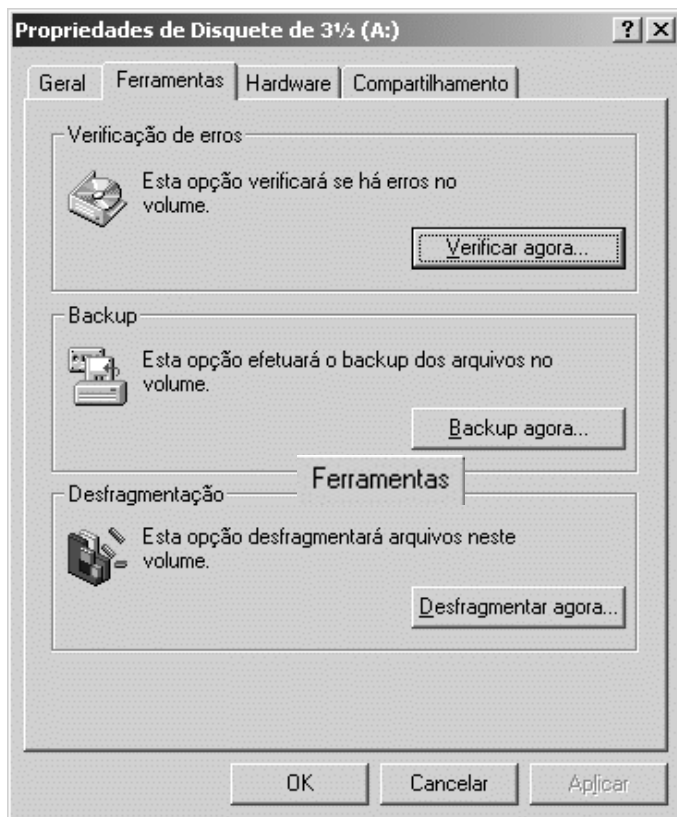 Propriedades de Disquete de 3½ (A:)
Geral Ferramentas Hardware Compartilhamento
Verificação de erros
Esta opção verificará se há erros no
volume.
Verificar agora...
Backup
Esta opção efetuará o backup dos arquivos no
volume.
Backup agora...
Ferramentas
Desfragmentação
Esta opção desfragmentará arquivos neste
volume.
Desfragmentar agora...
OK Cancelar Aplicar